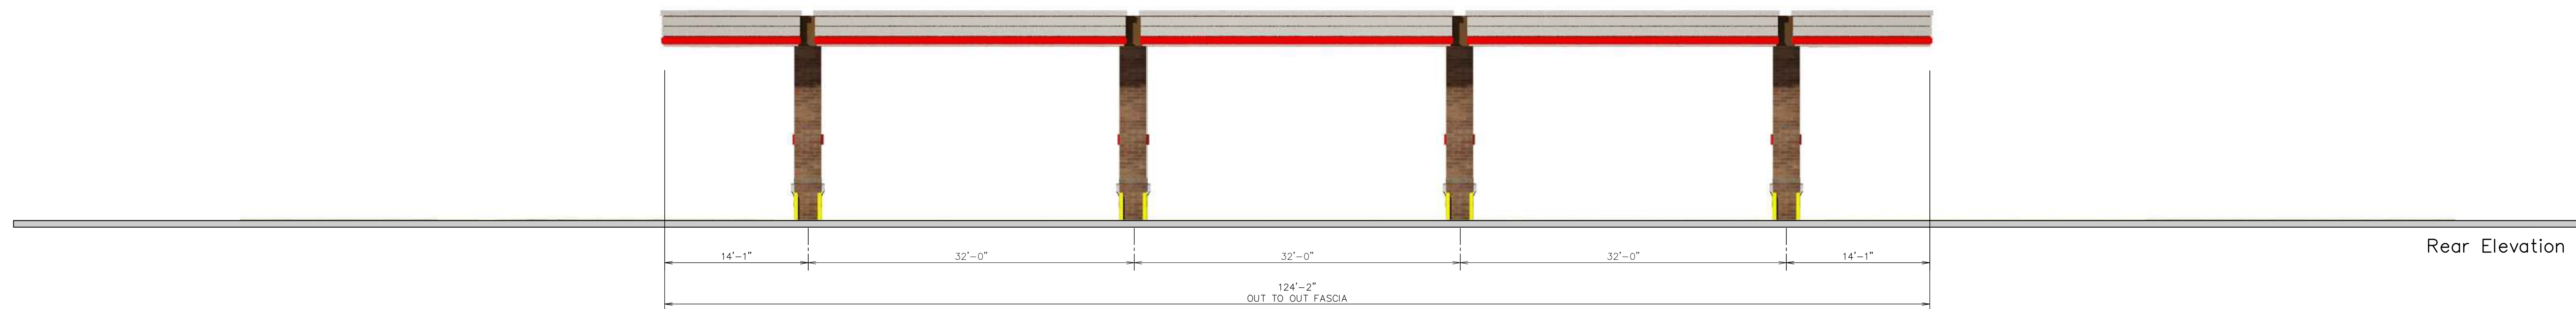 Rear Elevation
14'-1" 32'-0" 32'-0" 32'-0" 14'-1"
124'-2"
OUT TO OUT FASCIA